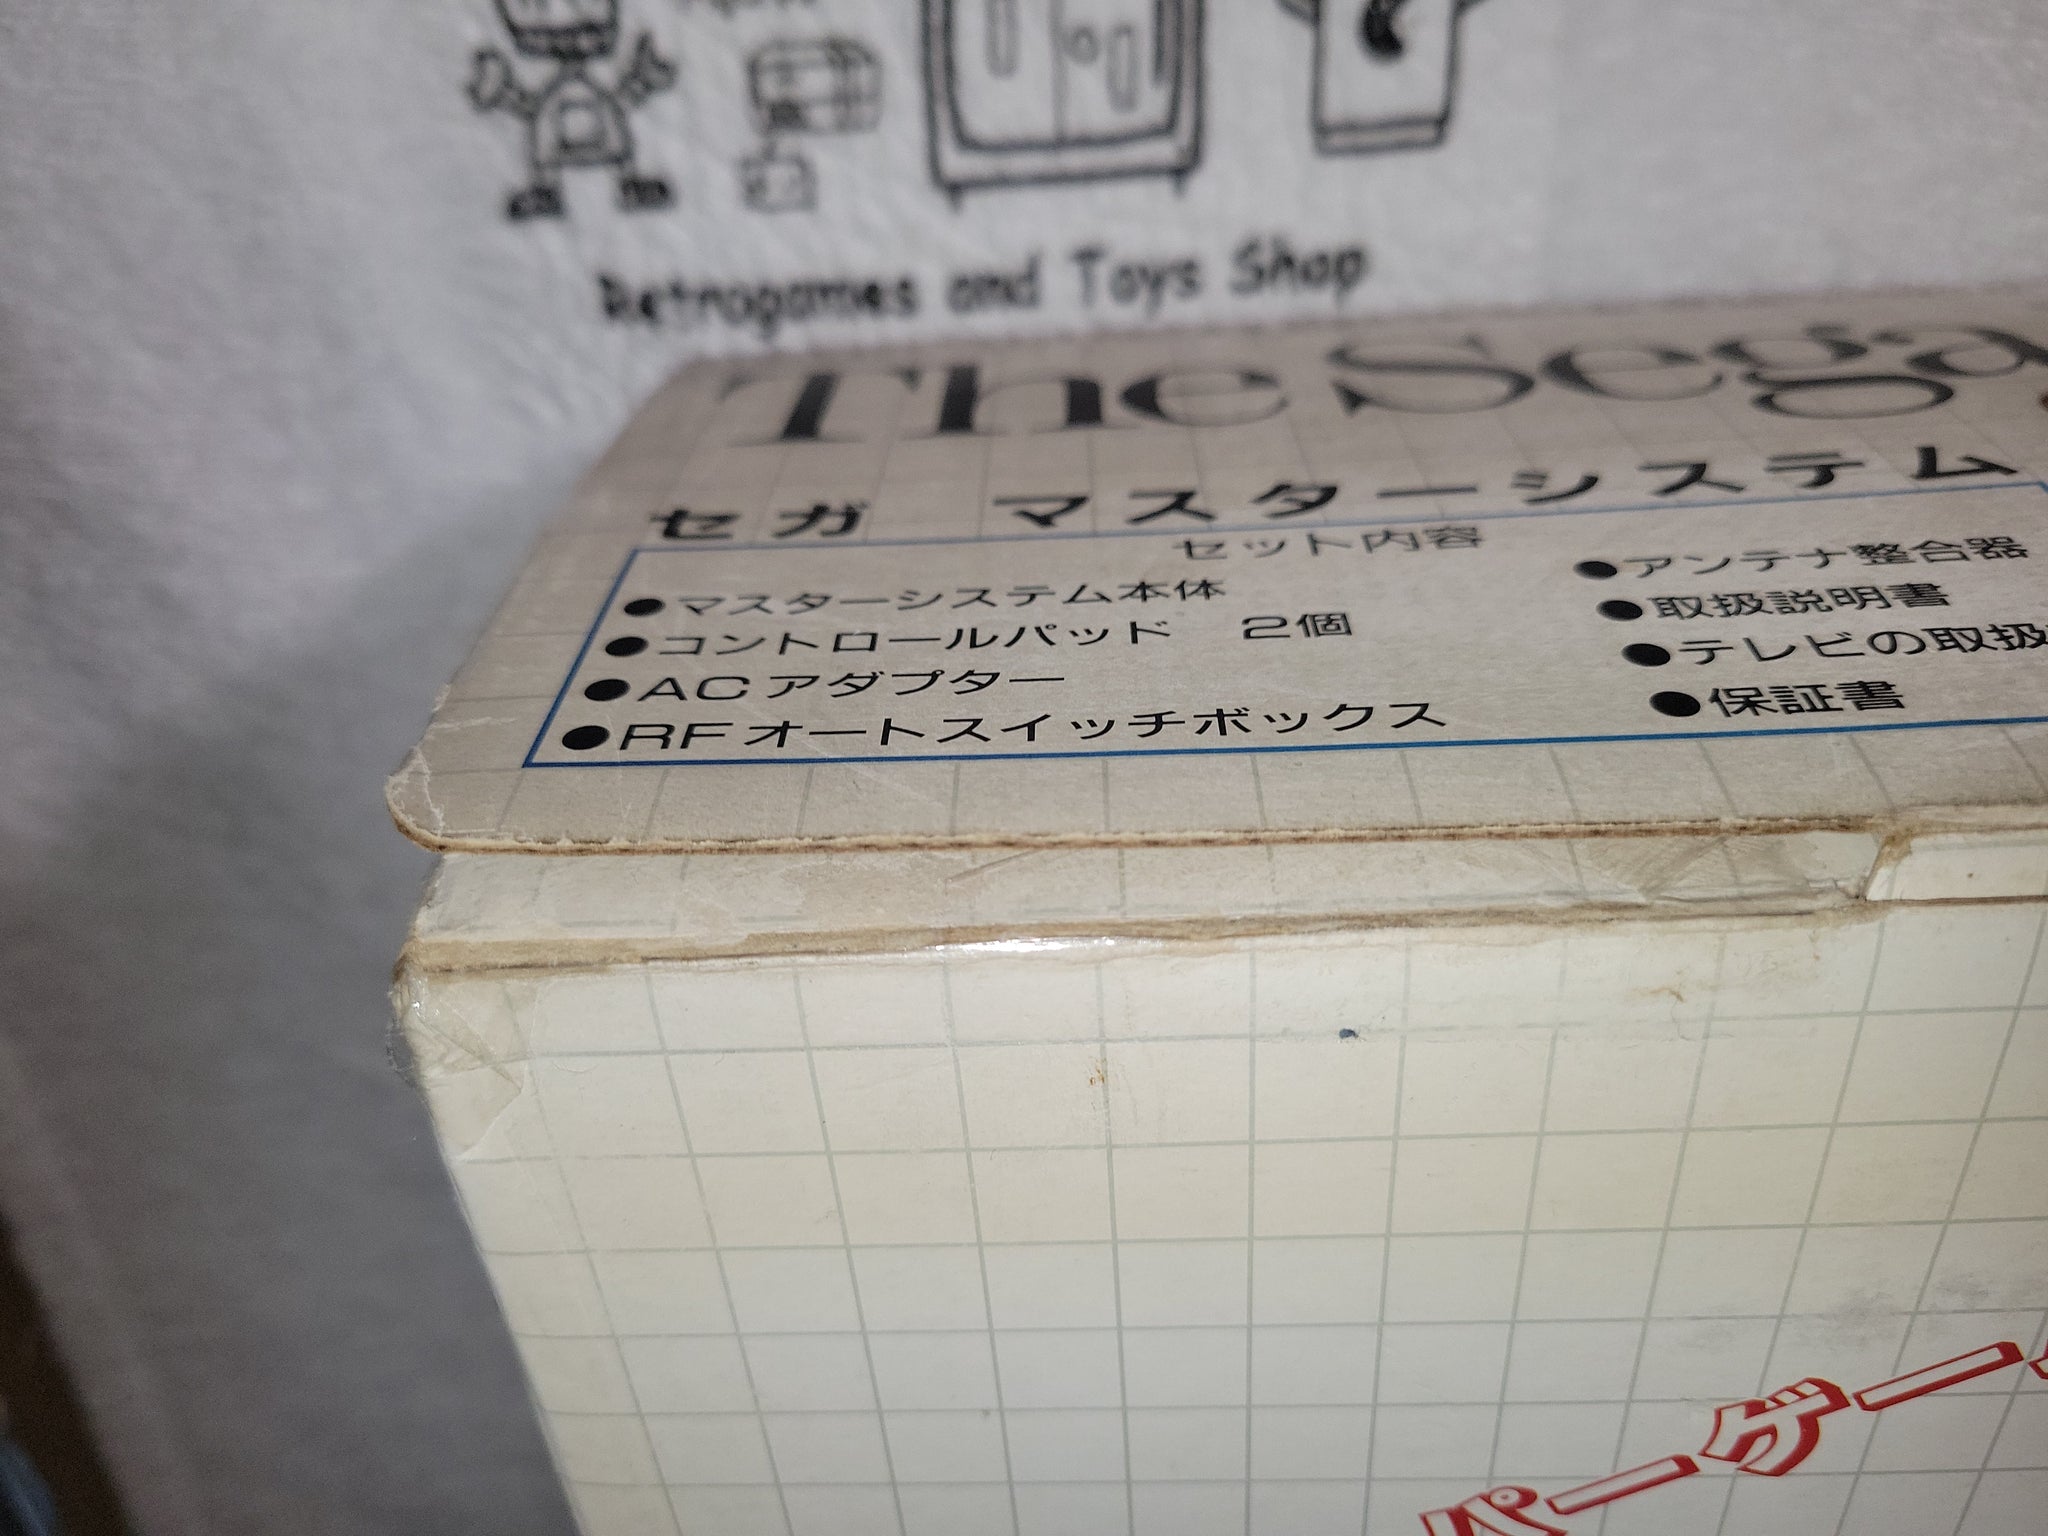 Retrogames and Toys Shop
The Sega
セガ マスターシステム
セット内容
●マスターシステム本体
●コントロールパッド 2個
●ACアダプター
●RFオートスイッチボックス
●アンテナ整合器
●取扱説明書
●テレビの取扱
●保証書
パーゲー